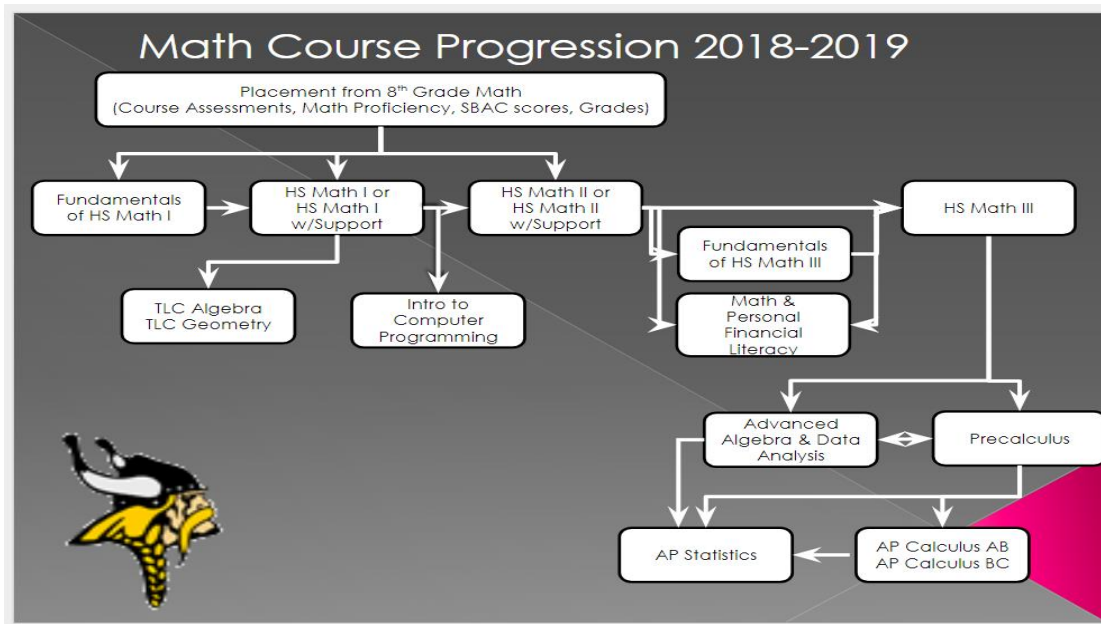 Math Course Progression 2018-2019
Placement from 8th Grade Math
(Course Assessments, Math Proficiency, SBAC scores, Grades)
Fundamentals
of HS Math I
HS Math I or
HS Math I
w/Support
HS Math II or
HS Math II
w/Support
HS Math III
Fundamentals
of HS Math III
TLC Algebra
TLC Geometry
Intro to
Computer
Programming
Math &
Personal
Financial
Literacy
Advanced
Algebra & Data
Analysis
Precalculus
AP Statistics
AP Calculus AB
AP Calculus BC